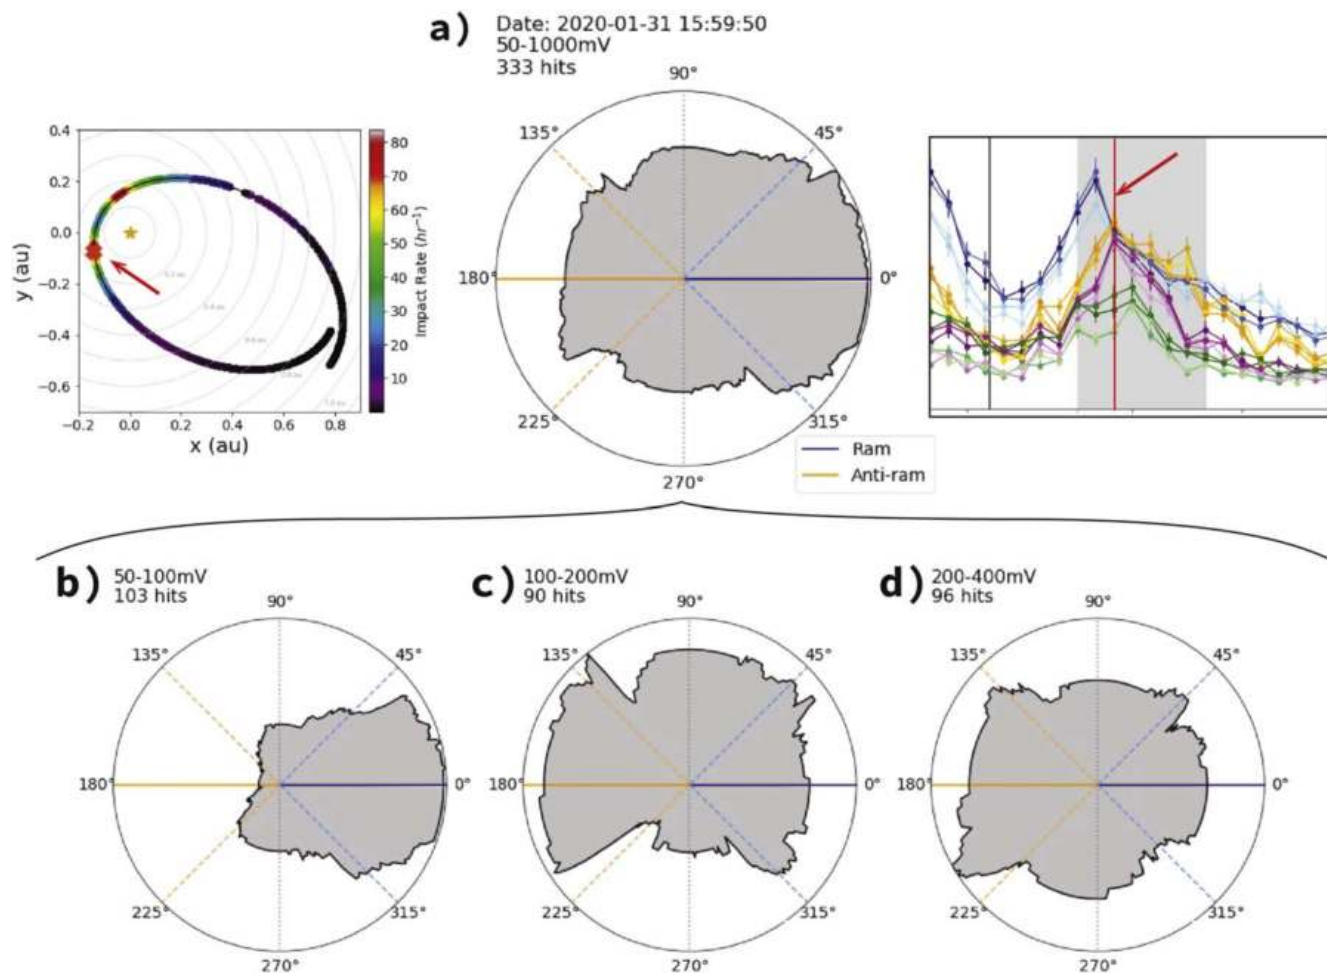 a)
Date: 2020-01-31 15:59:50
50-1000mV
333 hits
90°
135°
45°
180°
0°
225°
315°
270°
Ram
Anti-ram
0.4
0.2
0.0
−0.2
−0.4
−0.6
−0.2
0.0
0.2
0.4
0.6
0.8
x (au)
y (au)
80
70
60
50
40
30
20
10
Impact Rate (hr⁻¹)
b)
50-100mV
103 hits
90°
135°
45°
180°
0°
225°
315°
270°
c)
100-200mV
90 hits
90°
135°
45°
180°
0°
225°
315°
270°
d)
200-400mV
96 hits
90°
135°
45°
180°
0°
225°
315°
270°